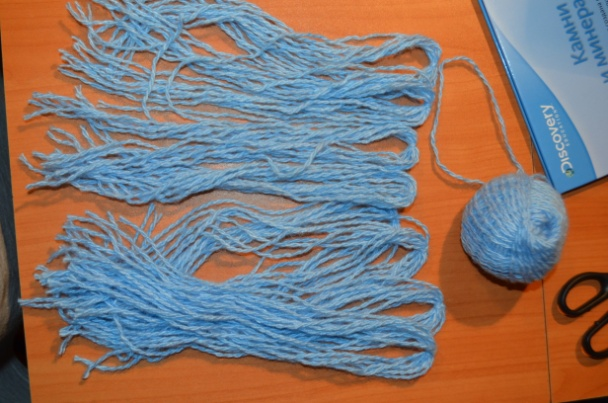 Камни
и минера
Discovery